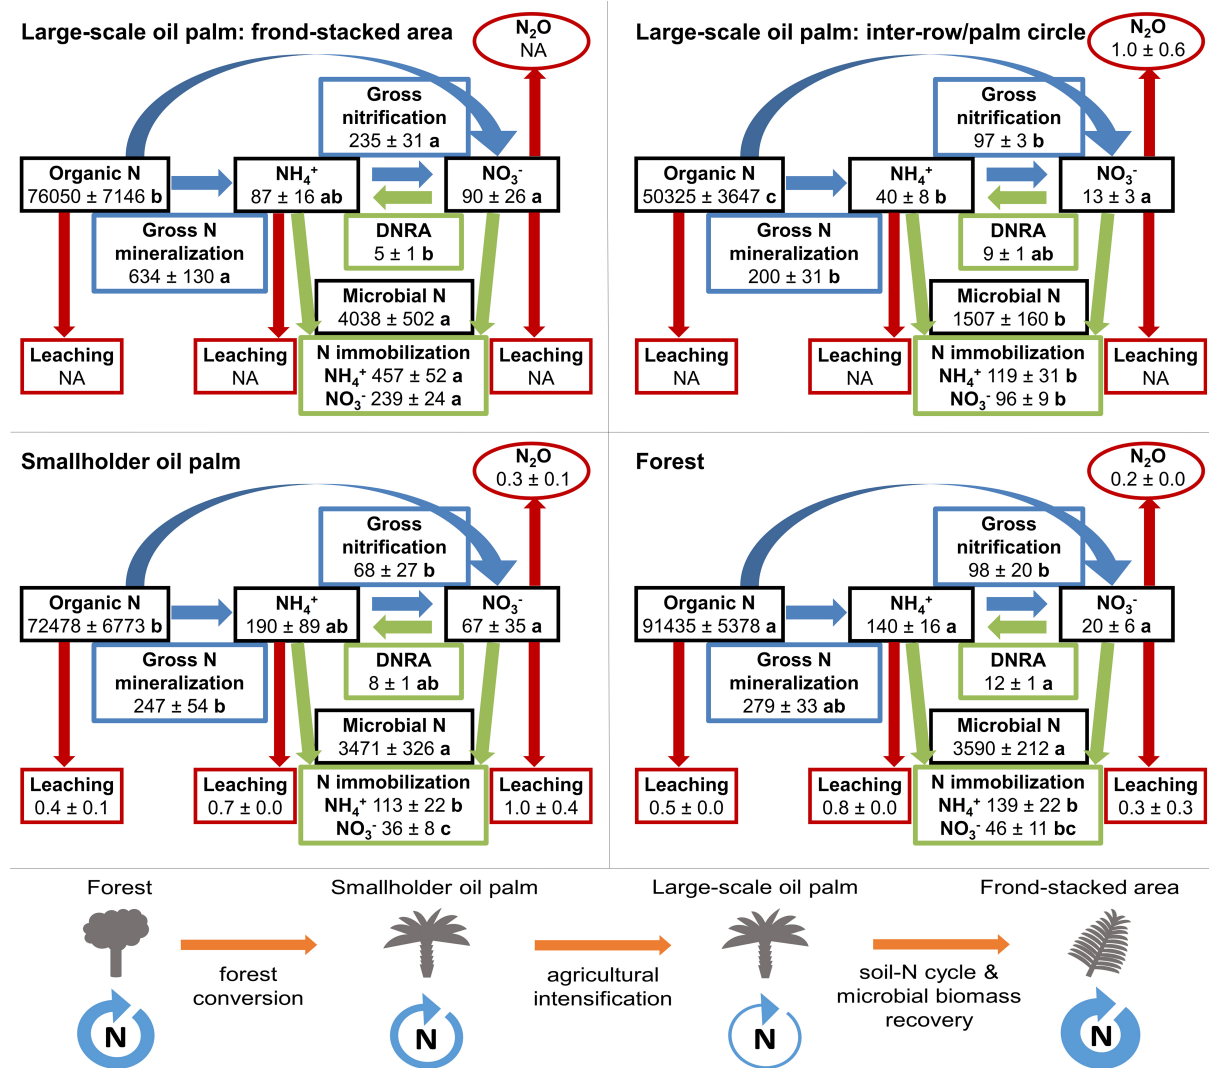 Large-scale oil palm: frond-stacked area
N₂O
NA
Gross
nitrification
235 ± 31 a
Organic N
76050 ± 7146 b
NH₄⁺
87 ± 16 ab
NO₃⁻
90 ± 26 a
Gross N
mineralization
634 ± 130 a
DNRA
5 ± 1 b
Microbial N
4038 ± 502 a
Leaching
NA
Leaching
NA
N immobilization
NH₄⁺ 457 ± 52 a
NO₃⁻ 239 ± 24 a
Leaching
NA
Large-scale oil palm: inter-row/palm circle
N₂O
1.0 ± 0.6
Gross
nitrification
97 ± 3 b
Organic N
50325 ± 3647 c
NH₄⁺
40 ± 8 b
NO₃⁻
13 ± 3 a
Gross N
mineralization
200 ± 31 b
DNRA
9 ± 1 ab
Microbial N
1507 ± 160 b
Leaching
NA
Leaching
NA
N immobilization
NH₄⁺ 119 ± 31 b
NO₃⁻ 96 ± 9 b
Leaching
NA
Smallholder oil palm
N₂O
0.3 ± 0.1
Gross
nitrification
68 ± 27 b
Organic N
72478 ± 6773 b
NH₄⁺
190 ± 89 ab
NO₃⁻
67 ± 35 a
Gross N
mineralization
247 ± 54 b
DNRA
8 ± 1 ab
Microbial N
3471 ± 326 a
Leaching
0.4 ± 0.1
Leaching
0.7 ± 0.0
N immobilization
NH₄⁺ 113 ± 22 b
NO₃⁻ 36 ± 8 c
Leaching
1.0 ± 0.4
Forest
N₂O
0.2 ± 0.0
Gross
nitrification
98 ± 20 b
Organic N
91435 ± 5378 a
NH₄⁺
140 ± 16 a
NO₃⁻
20 ± 6 a
Gross N
mineralization
279 ± 33 ab
DNRA
12 ± 1 a
Microbial N
3590 ± 212 a
Leaching
0.5 ± 0.0
Leaching
0.8 ± 0.0
N immobilization
NH₄⁺ 139 ± 22 b
NO₃⁻ 46 ± 11 bc
Leaching
0.3 ± 0.3
Forest
Smallholder oil palm
Large-scale oil palm
Frond-stacked area
forest
conversion
agricultural
intensification
soil-N cycle &
microbial biomass
recovery
N
N
N
N